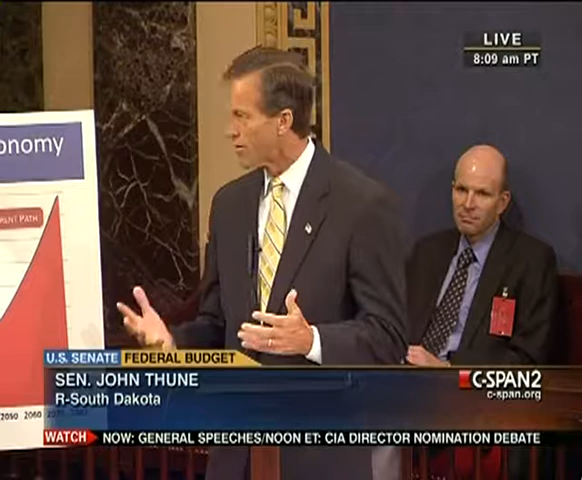 LIVE
8:09 am PT
onomy
RENT PATH
2050 2060
U.S. SENATE FEDERAL BUDGET
SEN. JOHN THUNE
R-South Dakota
C-SPAN2
c-span.org
WATCH NOW: GENERAL SPEECHES/NOON ET: CIA DIRECTOR NOMINATION DEBATE